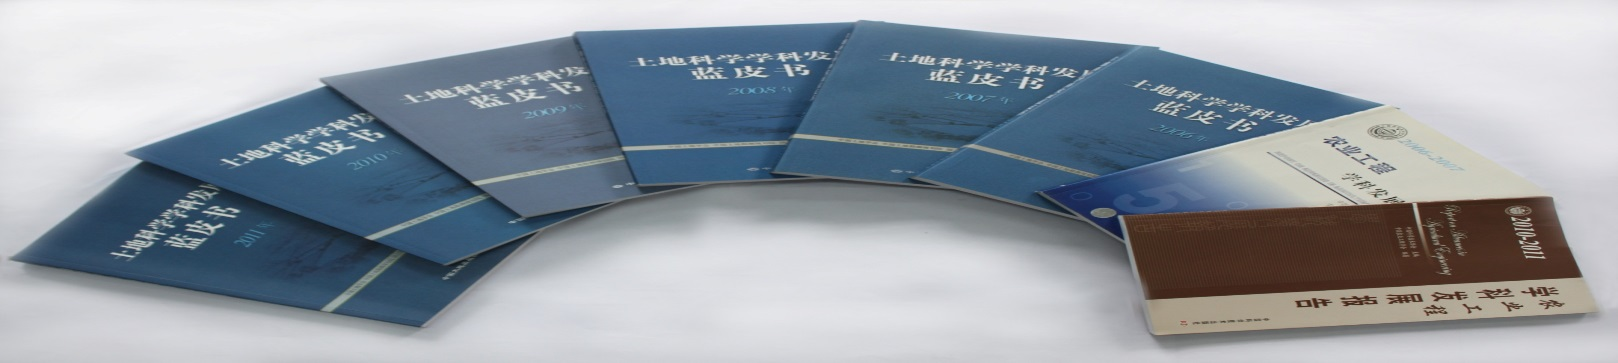 土地科学学科发
蓝皮书
2011年
土地科学学科发
蓝皮书
2010年
土地科学学科发
蓝皮书
2009年
土地科学学科发
蓝皮书
2008年
土地科学学科发
蓝皮书
2007年
土地科学学科发
蓝皮书
2006年
2006-2007
农业工程
学科发展
2010-2011
农业工程
学科发展报告